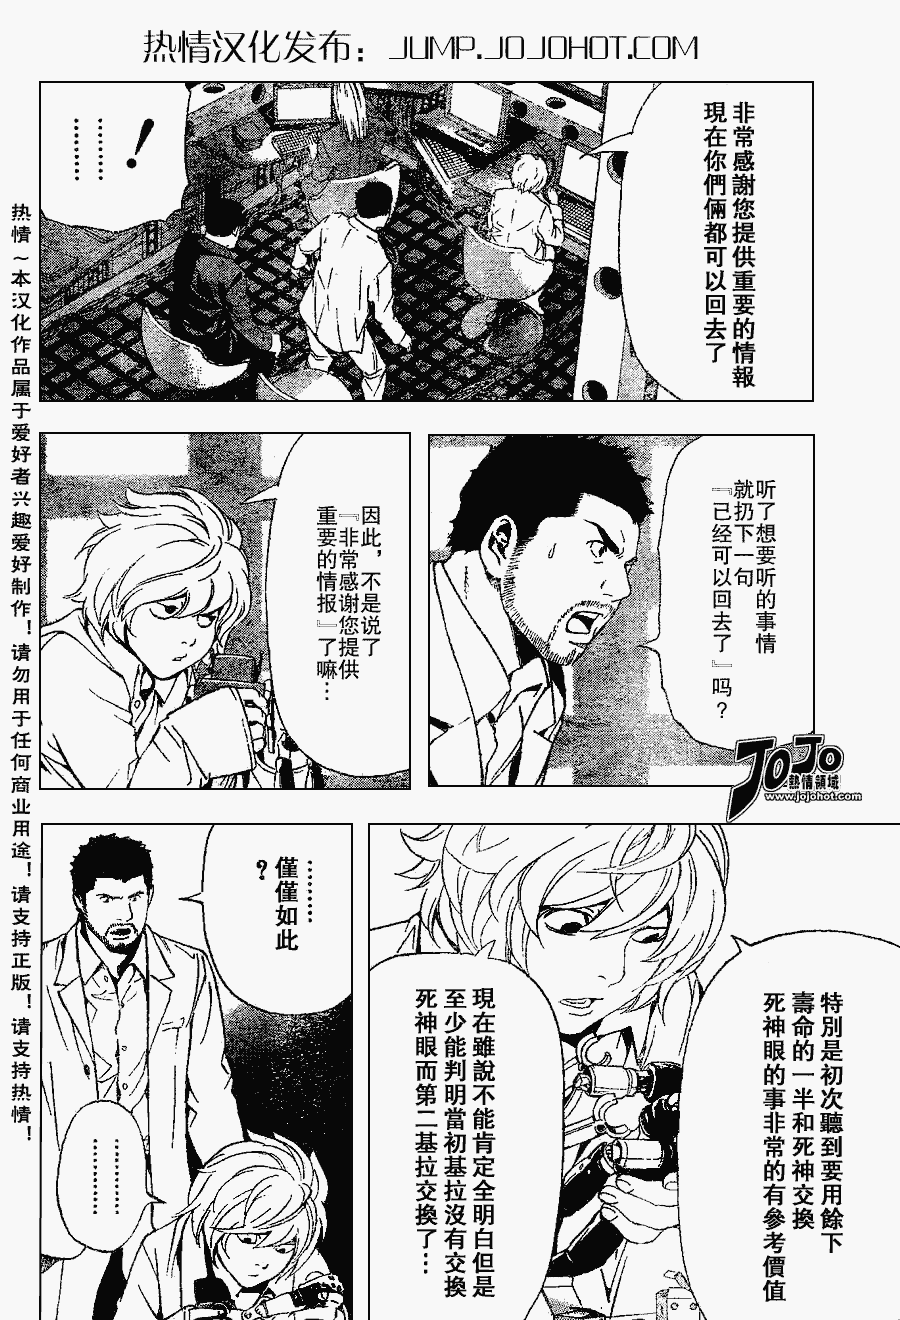 热情汉化发布：JUMP.JOJOHOT.COM
非常感謝您提供重要的情報
現在你們倆都可以回去了
！
⋯⋯
⋯⋯
听了想要听的事情
就扔下一句
『已经可以回去了』吗？
因此，不是说了
『非常感谢您提供
重要的情报』了嘛…
JOJO
熱情領域
www.jojohot.com
特別是初次聽到要用餘下
壽命的一半和死神交換
死神眼的事非常的有參考價值
現在雖說不能肯定全明白但是
至少能判明當初基拉沒有交換
死神眼而第二基拉交換了…
⋯⋯⋯
僅僅如此
？
⋯⋯⋯
⋯⋯⋯
热情～本汉化作品属于爱好者兴趣爱好制作！请勿用于任何商业用途！请支持正版！请支持热情！